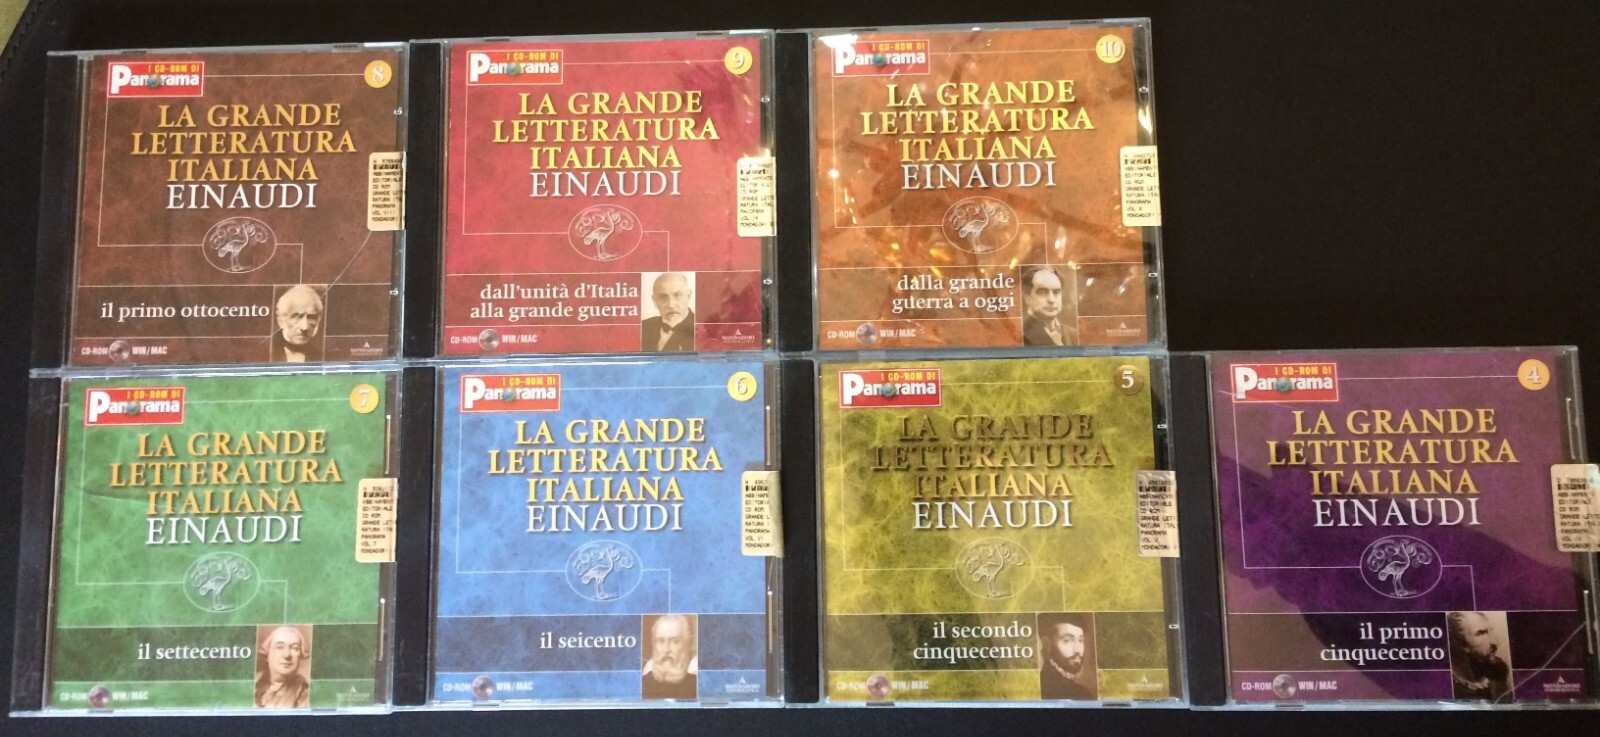 I CD-ROM DI
Panorama
8
LA GRANDE
LETTERATURA
ITALIANA
EINAUDI
il primo ottocento
CD-ROM WIN/MAC
I CD-ROM DI
Panorama
9
LA GRANDE
LETTERATURA
ITALIANA
EINAUDI
dall'unità d'Italia
alla grande guerra
CD-ROM WIN/MAC
I CD-ROM DI
Panorama
10
LA GRANDE
LETTERATURA
ITALIANA
EINAUDI
dalla grande
guerra a oggi
CD-ROM WIN/MAC
I CD-ROM DI
Panorama
7
LA GRANDE
LETTERATURA
ITALIANA
EINAUDI
il settecento
CD-ROM WIN/MAC
I CD-ROM DI
Panorama
6
LA GRANDE
LETTERATURA
ITALIANA
EINAUDI
il seicento
CD-ROM WIN/MAC
I CD-ROM DI
Panorama
5
LA GRANDE
LETTERATURA
ITALIANA
EINAUDI
il secondo
cinquecento
CD-ROM WIN/MAC
I CD-ROM DI
Panorama
4
LA GRANDE
LETTERATURA
ITALIANA
EINAUDI
il primo
cinquecento
CD-ROM WIN/MAC